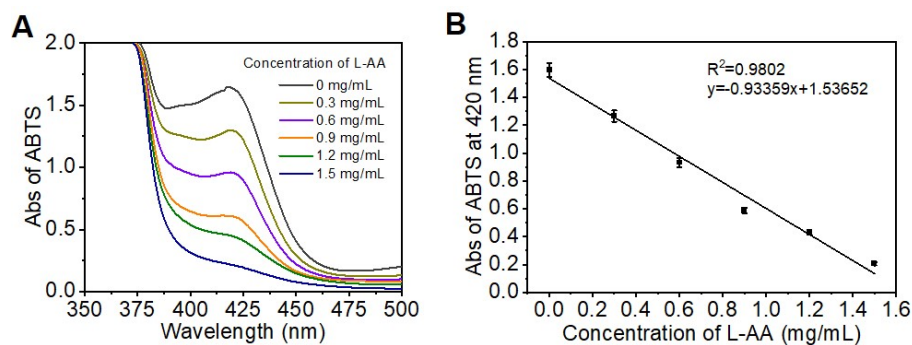 A
Abs of ABTS
2.0
1.5
1.0
0.5
0.0
350 375 400 425 450 475 500
Wavelength (nm)
Concentration of L-AA
0 mg/mL
0.3 mg/mL
0.6 mg/mL
0.9 mg/mL
1.2 mg/mL
1.5 mg/mL
B
Abs of ABTS at 420 nm
1.8
1.6
1.4
1.2
1.0
0.8
0.6
0.4
0.2
0.0
0.0 0.2 0.4 0.6 0.8 1.0 1.2 1.4 1.6
Concentration of L-AA (mg/mL)
R²=0.9802
y=-0.93359x+1.53652